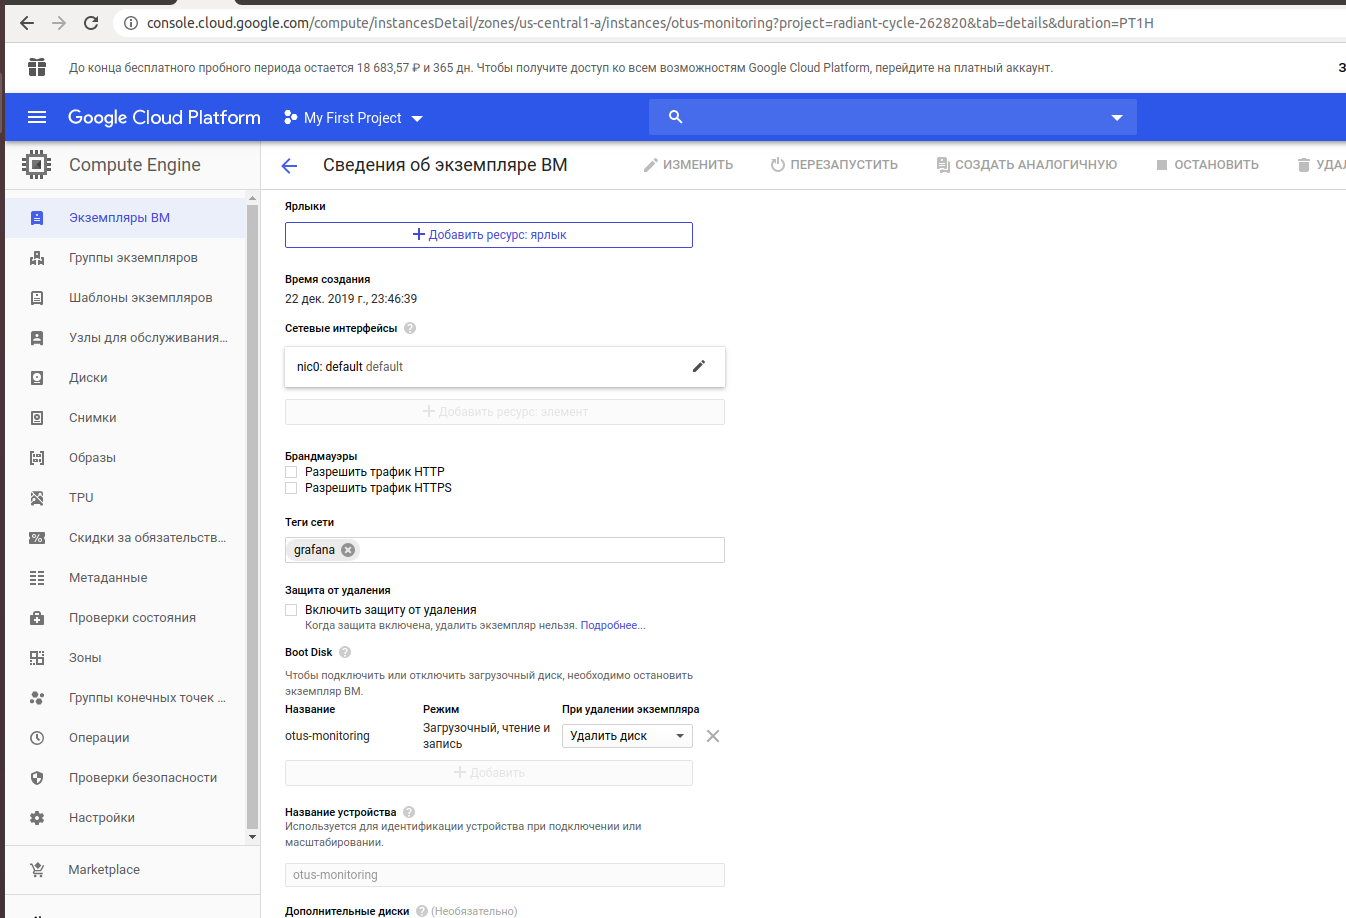 console.cloud.google.com/compute/instancesDetail/zones/us-central1-a/instances/otus-monitoring?project=radiant-cycle-262820&tab=details&duration=PT1H
До конца бесплатного пробного периода остается 18 683,57 ₽ и 365 дн. Чтобы получите доступ ко всем возможностям Google Cloud Platform, перейдите на платный аккаунт.
Google Cloud Platform
My First Project
Compute Engine
Сведения об экземпляре ВМ
ИЗМЕНИТЬ
ПЕРЕЗАПУСТИТЬ
СОЗДАТЬ АНАЛОГИЧНУЮ
ОСТАНОВИТЬ
УДАЛ
Экземпляры ВМ
Группы экземпляров
Шаблоны экземпляров
Узлы для обслуживания...
Диски
Снимки
Образы
TPU
Скидки за обязательств...
Метаданные
Проверки состояния
Зоны
Группы конечных точек ...
Операции
Проверки безопасности
Настройки
Marketplace
Ярлыки
Добавить ресурс: ярлык
Время создания
22 дек. 2019 г., 23:46:39
Сетевые интерфейсы
nic0: default default
Добавить ресурс: элемент
Брандмауэры
Разрешить трафик HTTP
Разрешить трафик HTTPS
Теги сети
grafana
Защита от удаления
Включить защиту от удаления
Когда защита включена, удалить экземпляр нельзя. Подробнее...
Boot Disk
Чтобы подключить или отключить загрузочный диск, необходимо остановить
экземпляр ВМ.
Название Режим При удалении экземпляра
otus-monitoring
Загрузочный, чтение и
запись
Удалить диск
Добавить
Название устройства
Используется для идентификации устройства при подключении или
масштабировании.
otus-monitoring
Дополнительные диски (Необязательно)